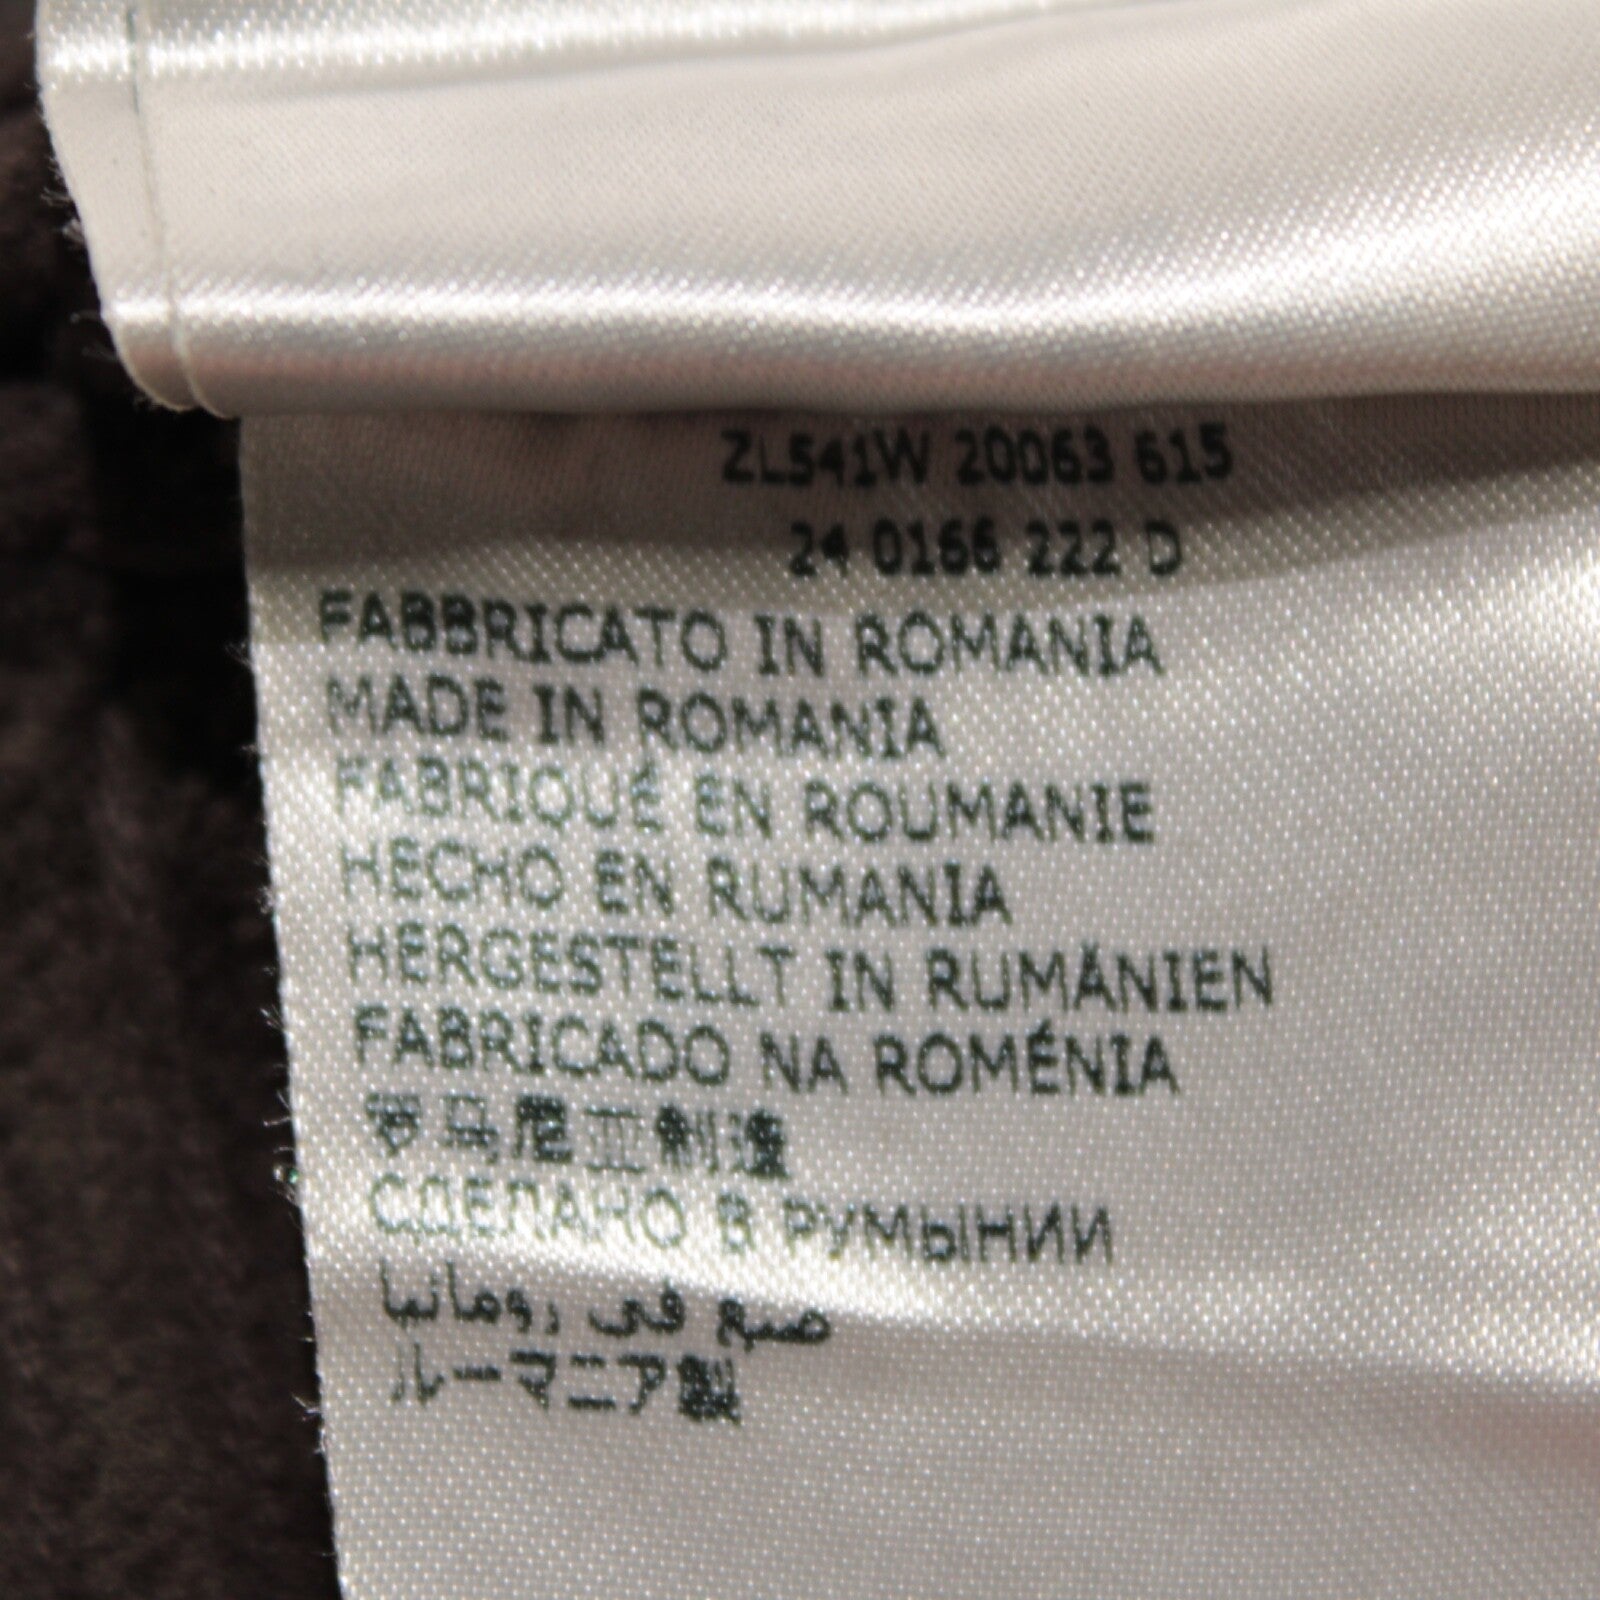 ZL541W 20063 615
24 0166 222 D
FABBRICATO IN ROMANIA
MADE IN ROMANIA
FABRIQUÉ EN ROUMANIE
HECHO EN RUMANIA
HERGESTELLT IN RUMÄNIEN
FABRICADO NA ROMÉNIA
罗马尼亚制造
СДЕЛАНО В РУМЫНИИ
صنع في رومانيا
ルーマニア製